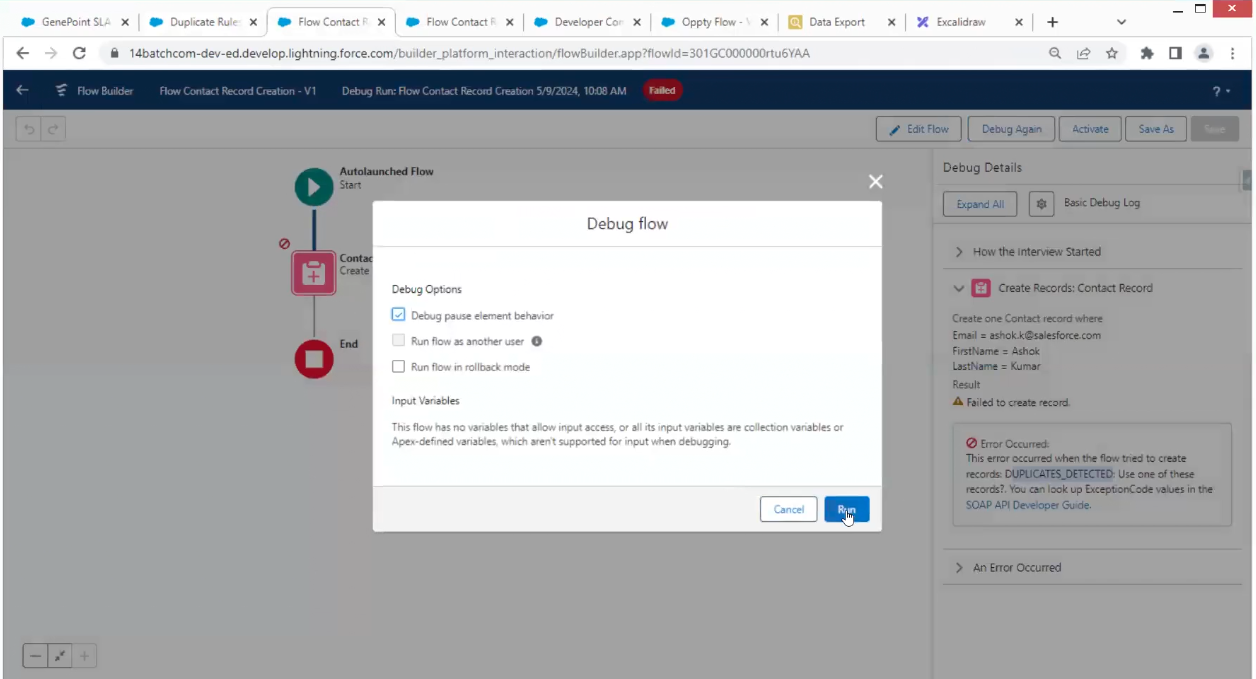 GenePoint SLA
Duplicate Rules
Flow Contact R
Flow Contact R
Developer Con
Oppty Flow - V
Data Export
Excalidraw
14batchcom-dev-ed.develop.lightning.force.com/builder_platform_interaction/flowBuilder.app?flowId=301GC000000rtu6YAA
Flow Builder
Flow Contact Record Creation - V1
Debug Run: Flow Contact Record Creation 5/9/2024, 10:08 AM
Failed
?
Edit Flow
Debug Again
Activate
Save As
Save
Autolaunched Flow
Start
Contac
Create
End
Debug flow
Debug Options
Debug pause element behavior
Run flow as another user
Run flow in rollback mode
Input Variables
This flow has no variables that allow input access, or all its input variables are collection variables or
Apex-defined variables, which aren't supported for input when debugging.
Cancel
Run
Debug Details
Expand All
Basic Debug Log
How the Interview Started
Create Records: Contact Record
Create one Contact record where
Email = ashok.k@salesforce.com
FirstName = Ashok
LastName = Kumar
Result
Failed to create record.
Error Occurred:
This error occurred when the flow tried to create
records: DUPLICATES_DETECTED: Use one of these
records?. You can look up ExceptionCode values in the
SOAP API Developer Guide.
An Error Occurred